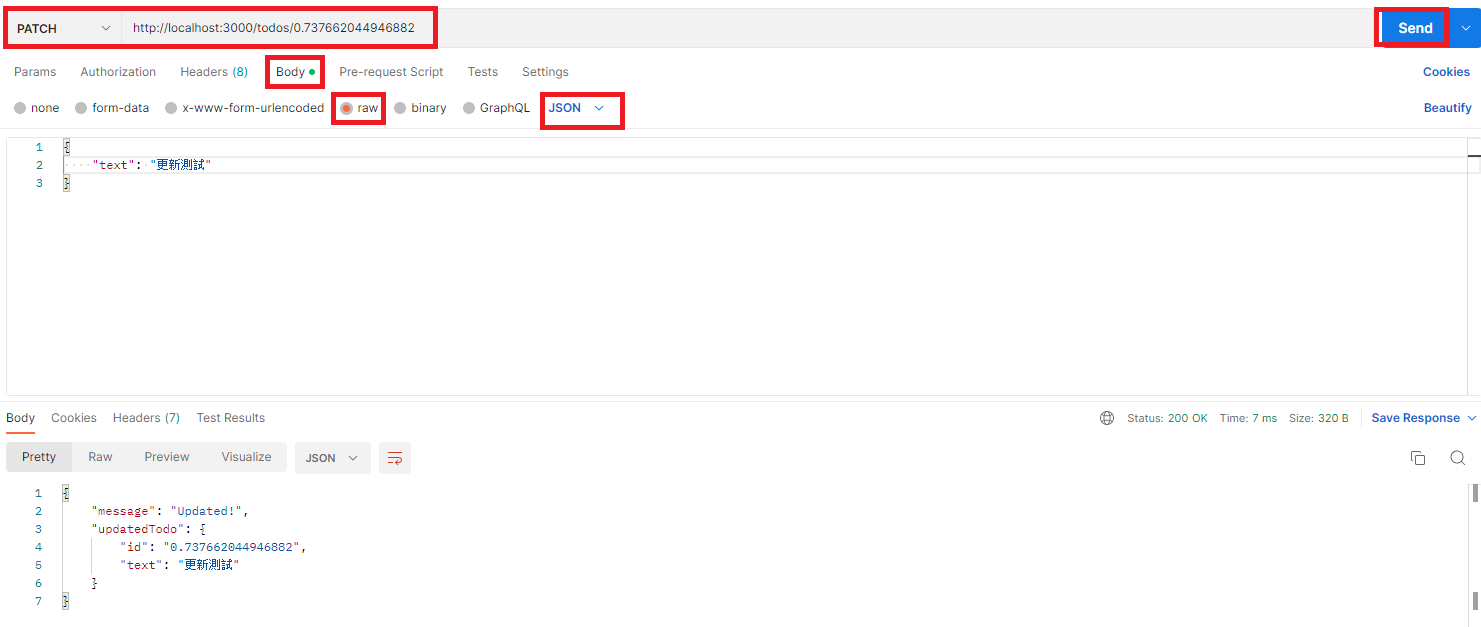 PATCH http://localhost:3000/todos/0.737662044946882 Send
Params Authorization Headers (8) Body Pre-request Script Tests Settings Cookies
none form-data x-www-form-urlencoded raw binary GraphQL JSON Beautify
1 {
2 "text": "更新測試"
3 }
Body Cookies Headers (7) Test Results Status: 200 OK Time: 7 ms Size: 320 B Save Response
Pretty Raw Preview Visualize JSON
1 {
2 "message": "Updated!",
3 "updatedTodo": {
4 "id": "0.737662044946882",
5 "text": "更新測試"
6 }
7 }